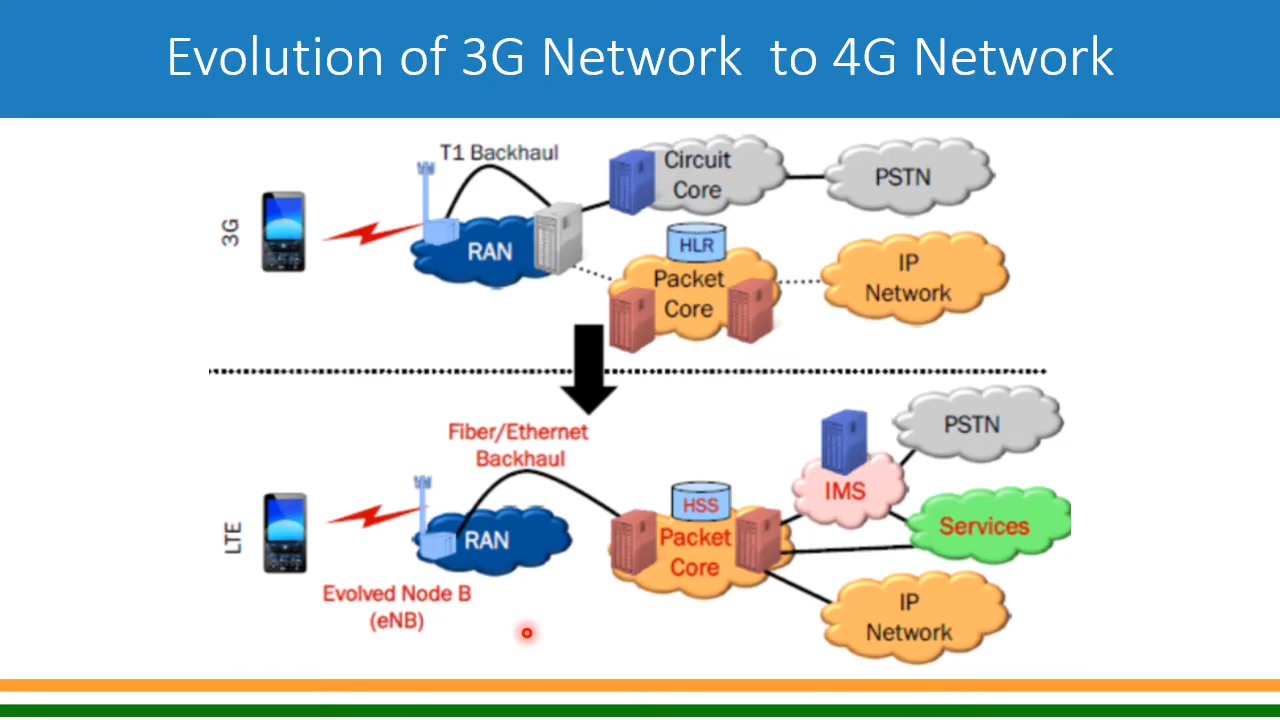 Evolution of 3G Network to 4G Network
T1 Backhaul
Circuit
Core
PSTN
3G
RAN
HLR
Packet
Core
IP
Network
Fiber/Ethernet
Backhaul
PSTN
IMS
LTE
RAN
HSS
Packet
Core
Services
Evolved Node B
(eNB)
IP
Network